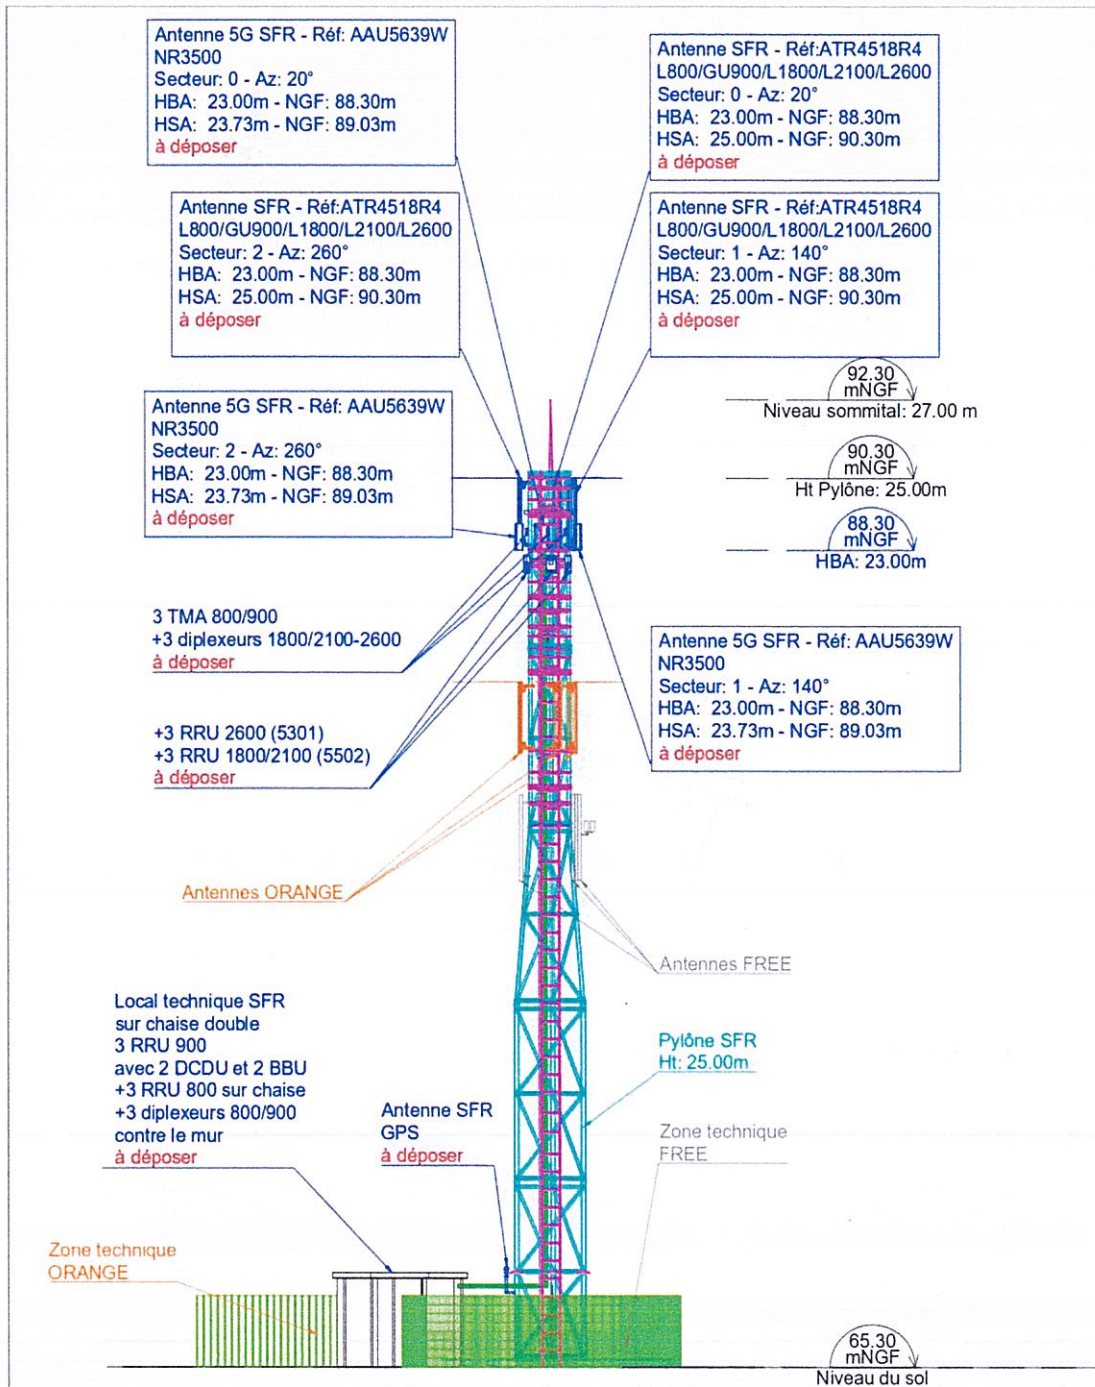 Antenne 5G SFR - Réf: AAU5639W
NR3500
Secteur: 0 - Az: 20°
HBA: 23.00m - NGF: 88.30m
HSA: 23.73m - NGF: 89.03m
à déposer
Antenne SFR - Réf:ATR4518R4
L800/GU900/L1800/L2100/L2600
Secteur: 0 - Az: 20°
HBA: 23.00m - NGF: 88.30m
HSA: 25.00m - NGF: 90.30m
à déposer
Antenne SFR - Réf:ATR4518R4
L800/GU900/L1800/L2100/L2600
Secteur: 2 - Az: 260°
HBA: 23.00m - NGF: 88.30m
HSA: 25.00m - NGF: 90.30m
à déposer
Antenne SFR - Réf:ATR4518R4
L800/GU900/L1800/L2100/L2600
Secteur: 1 - Az: 140°
HBA: 23.00m - NGF: 88.30m
HSA: 25.00m - NGF: 90.30m
à déposer
92.30
mNGF
Niveau sommital: 27.00 m
Antenne 5G SFR - Réf: AAU5639W
NR3500
Secteur: 2 - Az: 260°
HBA: 23.00m - NGF: 88.30m
HSA: 23.73m - NGF: 89.03m
à déposer
90.30
mNGF
Ht Pylône: 25.00m
88.30
mNGF
HBA: 23.00m
3 TMA 800/900
+3 diplexeurs 1800/2100-2600
à déposer
Antenne 5G SFR - Réf: AAU5639W
NR3500
Secteur: 1 - Az: 140°
HBA: 23.00m - NGF: 88.30m
HSA: 23.73m - NGF: 89.03m
à déposer
+3 RRU 2600 (5301)
+3 RRU 1800/2100 (5502)
à déposer
Antennes ORANGE
Antennes FREE
Local technique SFR
sur chaise double
3 RRU 900
avec 2 DCDU et 2 BBU
+3 RRU 800 sur chaise
+3 diplexeurs 800/900
contre le mur
à déposer
Pylône SFR
Ht: 25.00m
Antenne SFR
GPS
à déposer
Zone technique
FREE
Zone technique
ORANGE
65.30
mNGF
Niveau du sol